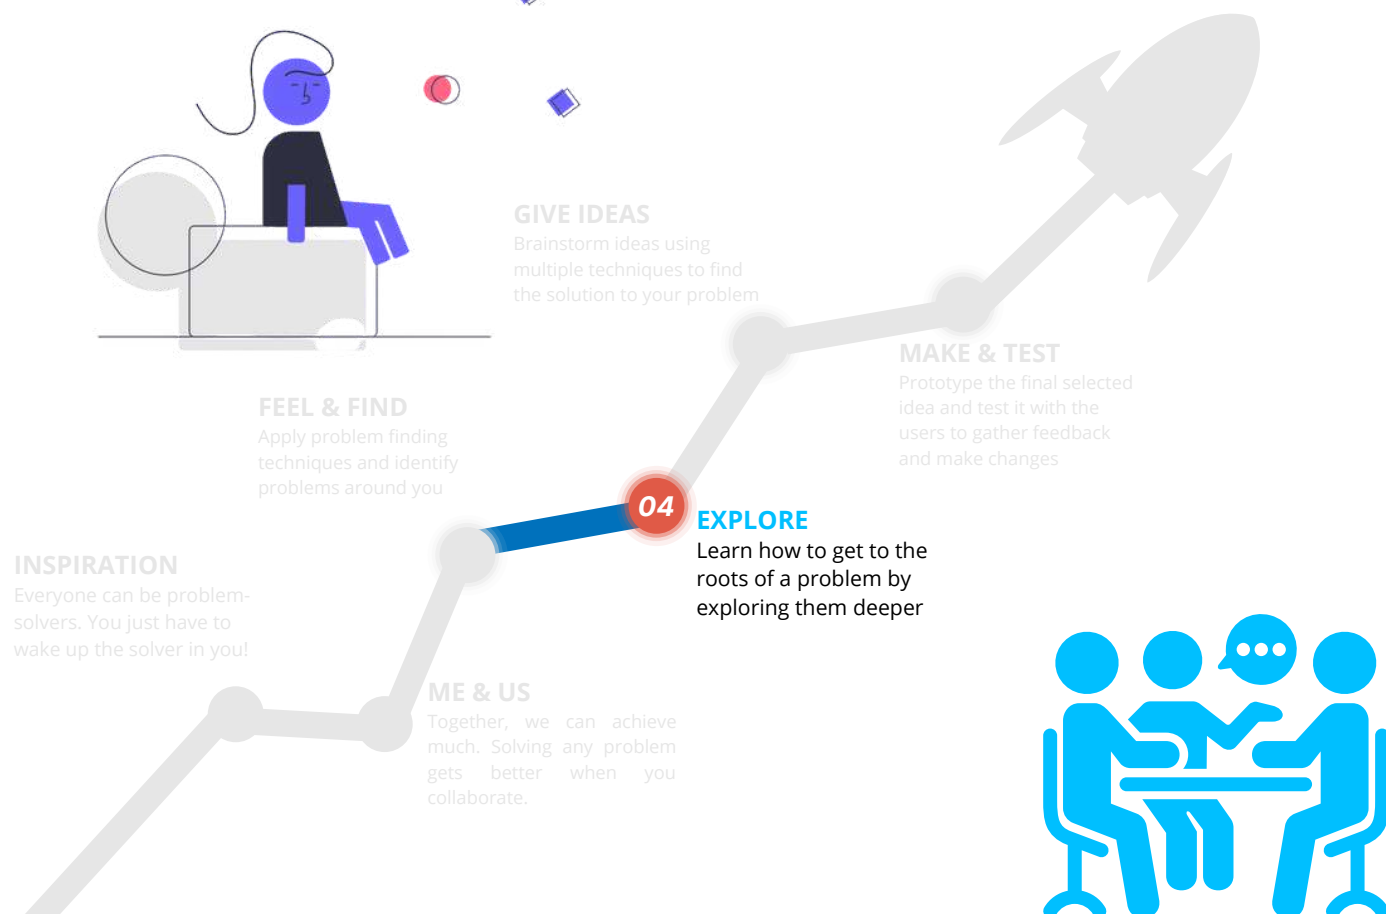 GIVE IDEAS
Brainstorm ideas using
multiple techniques to find
the solution to your problem
MAKE & TEST
Prototype the final selected
idea and test it with the
users to gather feedback
and make changes
FEEL & FIND
Apply problem finding
techniques and identify
problems around you
04
EXPLORE
Learn how to get to the
roots of a problem by
exploring them deeper
INSPIRATION
Everyone can be problem-
solvers. You just have to
wake up the solver in you!
ME & US
Together, we can achieve
much. Solving any problem
gets better when you
collaborate.